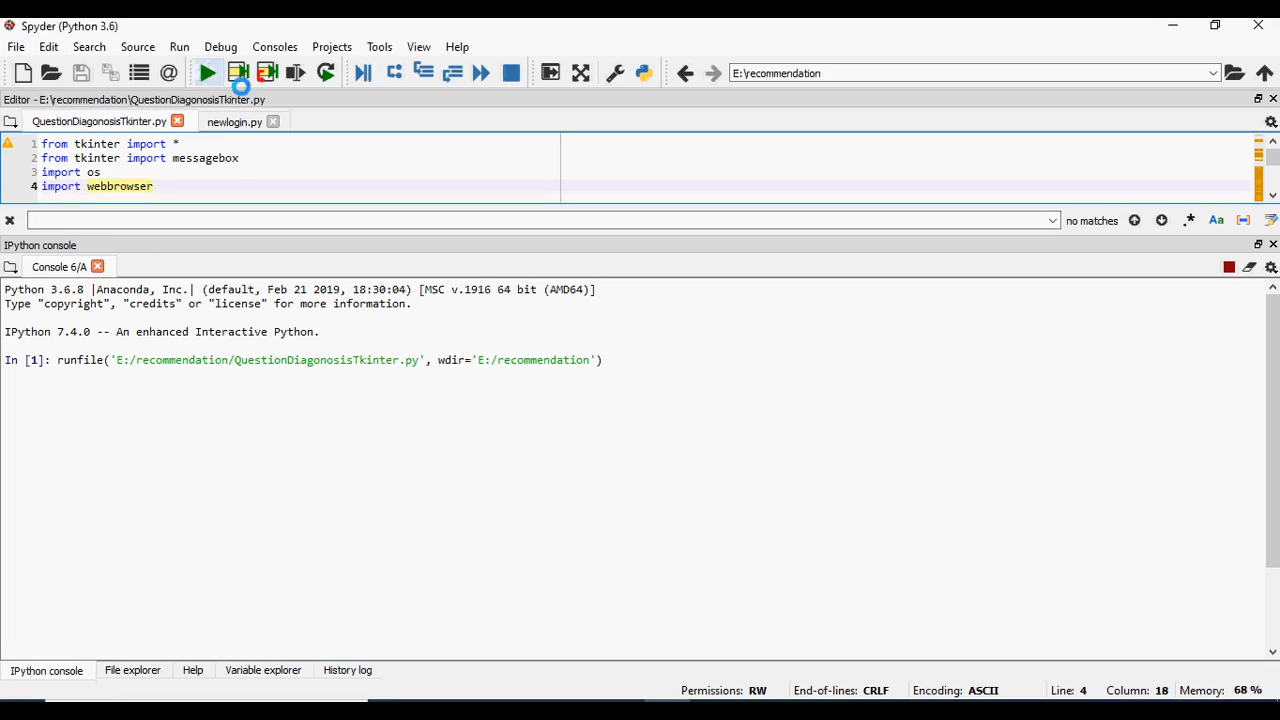 Spyder (Python 3.6)
File Edit Search Source Run Debug Consoles Projects Tools View Help
E:\recommendation
Editor - E:\recommendation\QuestionDiagonosisTkinter.py
QuestionDiagonosisTkinter.py newlogin.py
1 from tkinter import *
2 from tkinter import messagebox
3 import os
4 import webbrowser
no matches
IPython console
Console 6/A
Python 3.6.8 |Anaconda, Inc.| (default, Feb 21 2019, 18:30:04) [MSC v.1916 64 bit (AMD64)]
Type "copyright", "credits" or "license" for more information.
IPython 7.4.0 -- An enhanced Interactive Python.
In [1]: runfile('E:/recommendation/QuestionDiagonosisTkinter.py', wdir='E:/recommendation')
IPython console File explorer Help Variable explorer History log
Permissions: RW End-of-lines: CRLF Encoding: ASCII Line: 4 Column: 18 Memory: 68 %